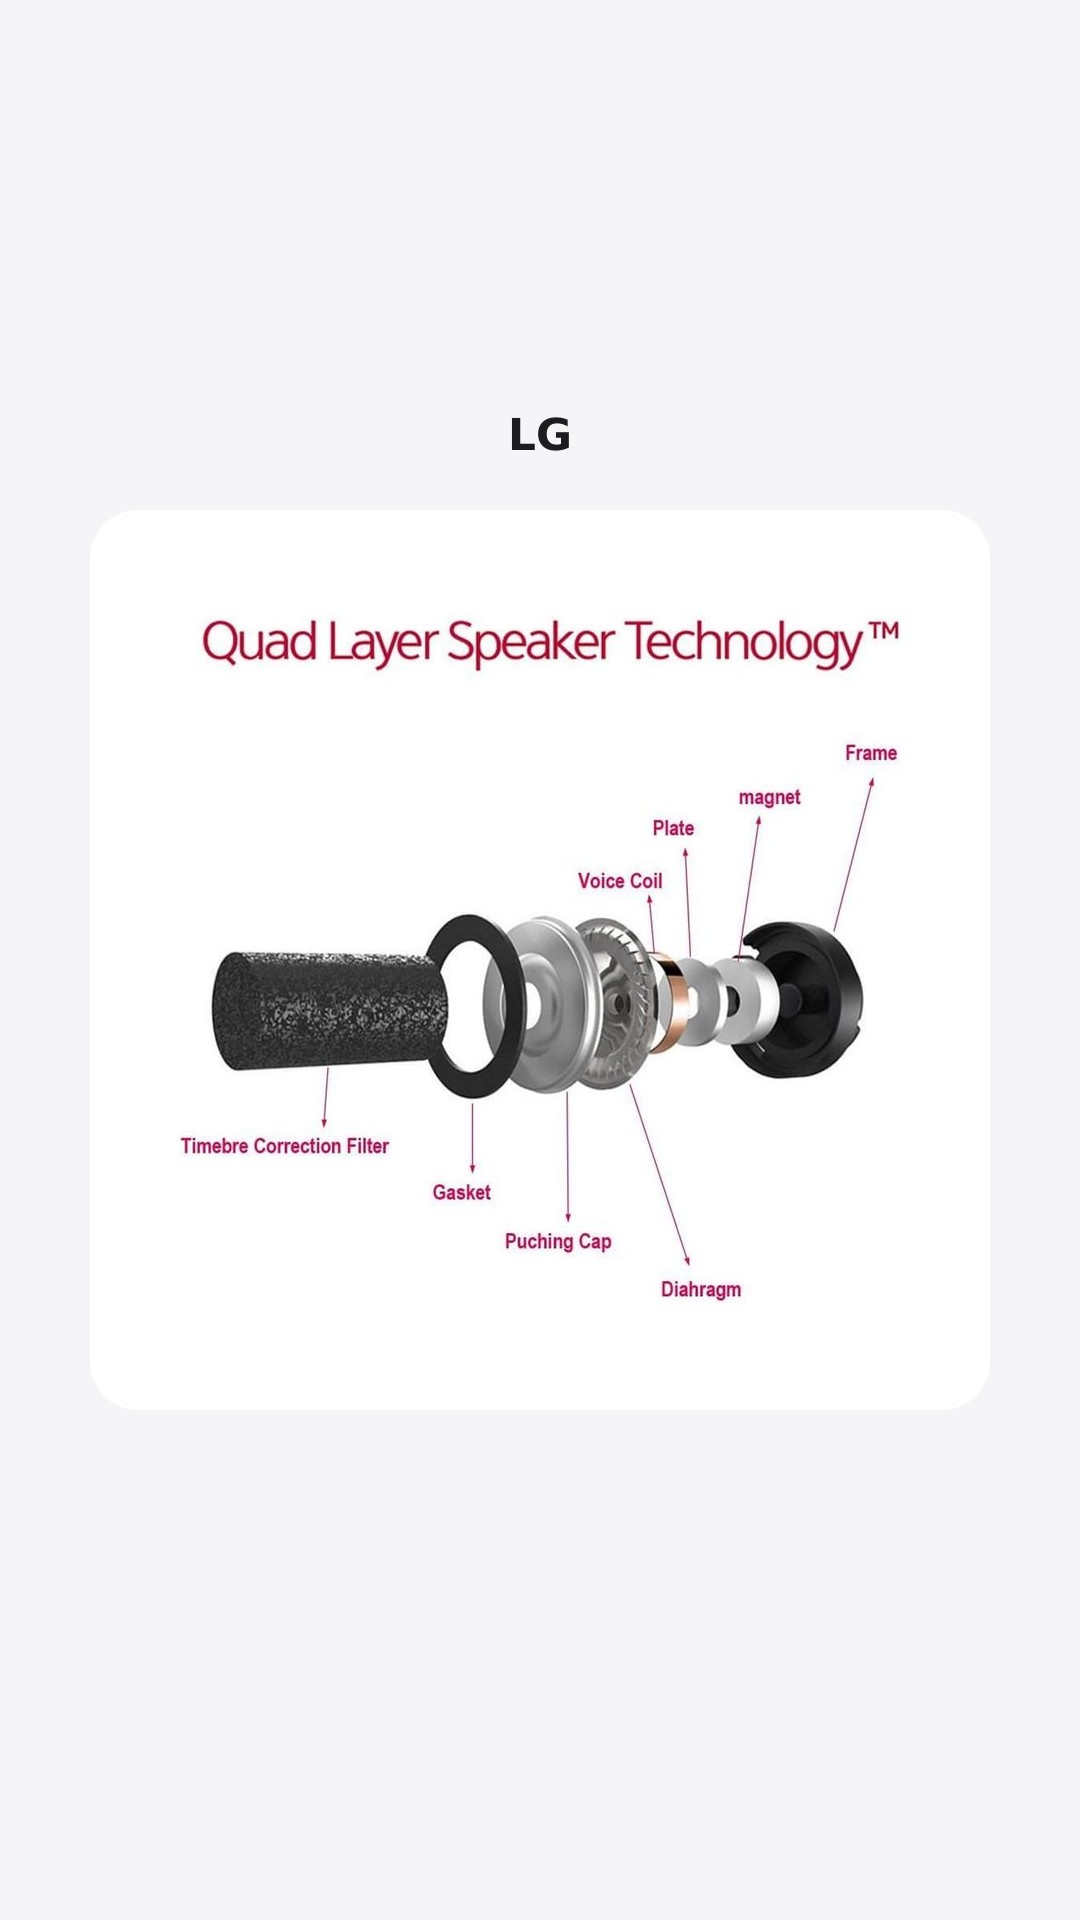 LG
Quad Layer Speaker Technology™
Frame
magnet
Plate
Voice Coil
Timebre Correction Filter
Gasket
Puching Cap
Diahragm